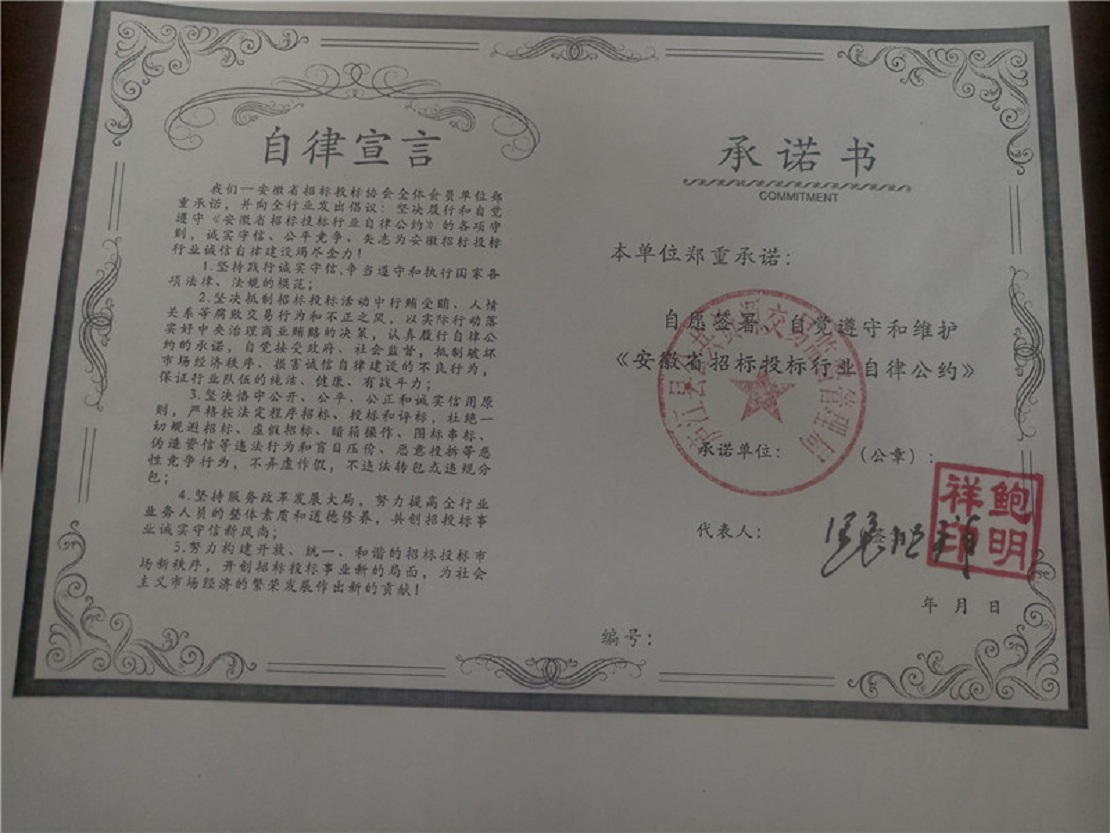 自律宣言
我们一安徽省招标投标协会全体会员单位郑
重承诺，并向全行业发出倡议：坚决履行和自觉
遵守《安徽省招标投标行业自律公约》的各项守
则，诚实守信、公平竞争、矢志为安徽招标投标
行业诚信自律建设竭尽全力！
1.坚持践行诚实守信,争当遵守和执行国家各
项法律、法规的模范；
2.坚决抵制招标投标活动中行贿受贿、人情
关系等腐败交易行为和不正之风，以实际行动落
实好中央治理商业贿赂的决策，认真履行自律公
约的承诺，自觉接受政府、社会监督，抵制破坏
市场经济秩序、损害诚信自律建设的不良行为，
保证行业队伍的纯洁、健康、有战斗力；
3.坚决恪守公开、公平、公正和诚实信用原
则，严格按法定程序招标、投标和评标，杜绝一
切规避招标、虚假招标、暗箱操作、围标串标、
伪造资信等违法行为和盲目压价、恶意投拆等恶
性竞争行为，不弄虚作假，不违法转包或违规分
包；
4.坚持服务改革发展大局，努力提高全行业
业务人员的整体素质和道德修养，共创招投标事
业诚实守信新风尚；
5.努力构建开放、统一、和谐的招标投标市
场新秩序，开创招标投标事业新的局面，为社会
主义市场经济的繁荣发展作出新的贡献！
承诺书
COMMITMENT
本单位郑重承诺：
自愿签署、自觉遵守和维护
《安徽省招标投标行业自律公约》
庐江县公共资源交易监督管理局
承诺单位： （公章）：
代表人：
鲍明祥印
年 月 日
编号：